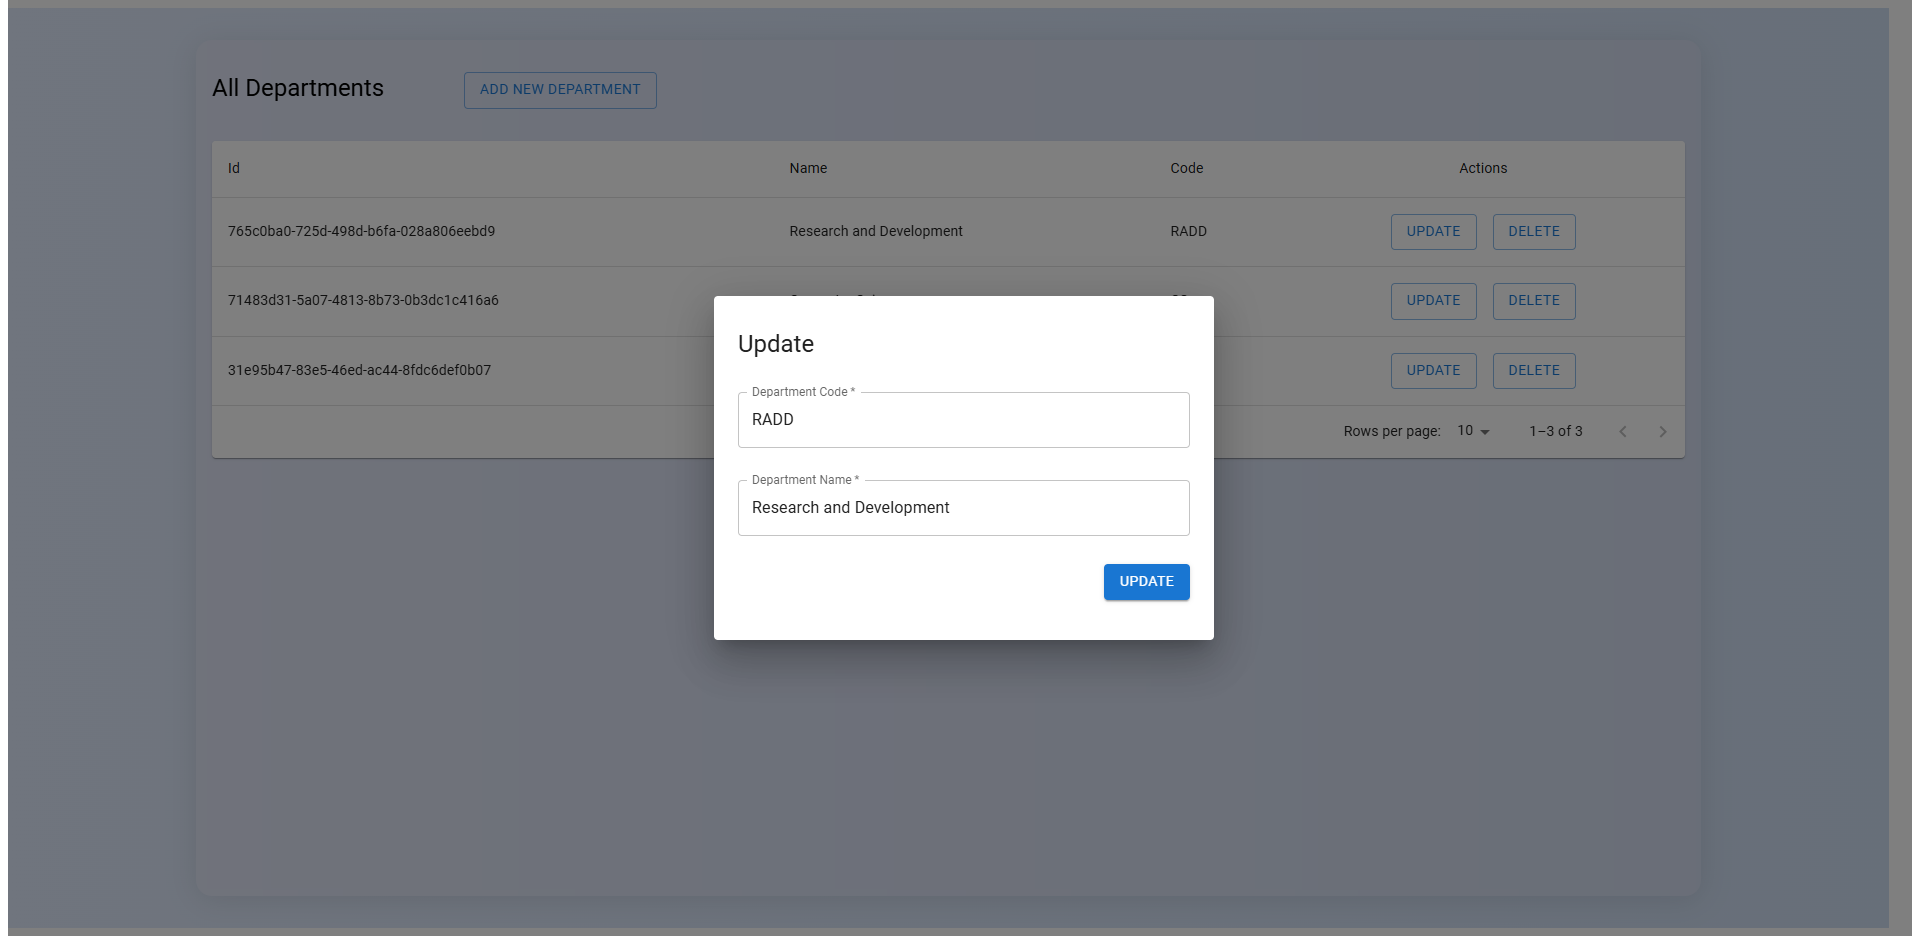 All Departments
ADD NEW DEPARTMENT
Id Name Code Actions
765c0ba0-725d-498d-b6fa-028a806eebd9 Research and Development RADD UPDATE DELETE
71483d31-5a07-4813-8b73-0b3dc1c416a6 UPDATE DELETE
31e95b47-83e5-46ed-ac44-8fdc6def0b07 UPDATE DELETE
Rows per page: 10 1–3 of 3
Update
Department Code *
RADD
Department Name *
Research and Development
UPDATE